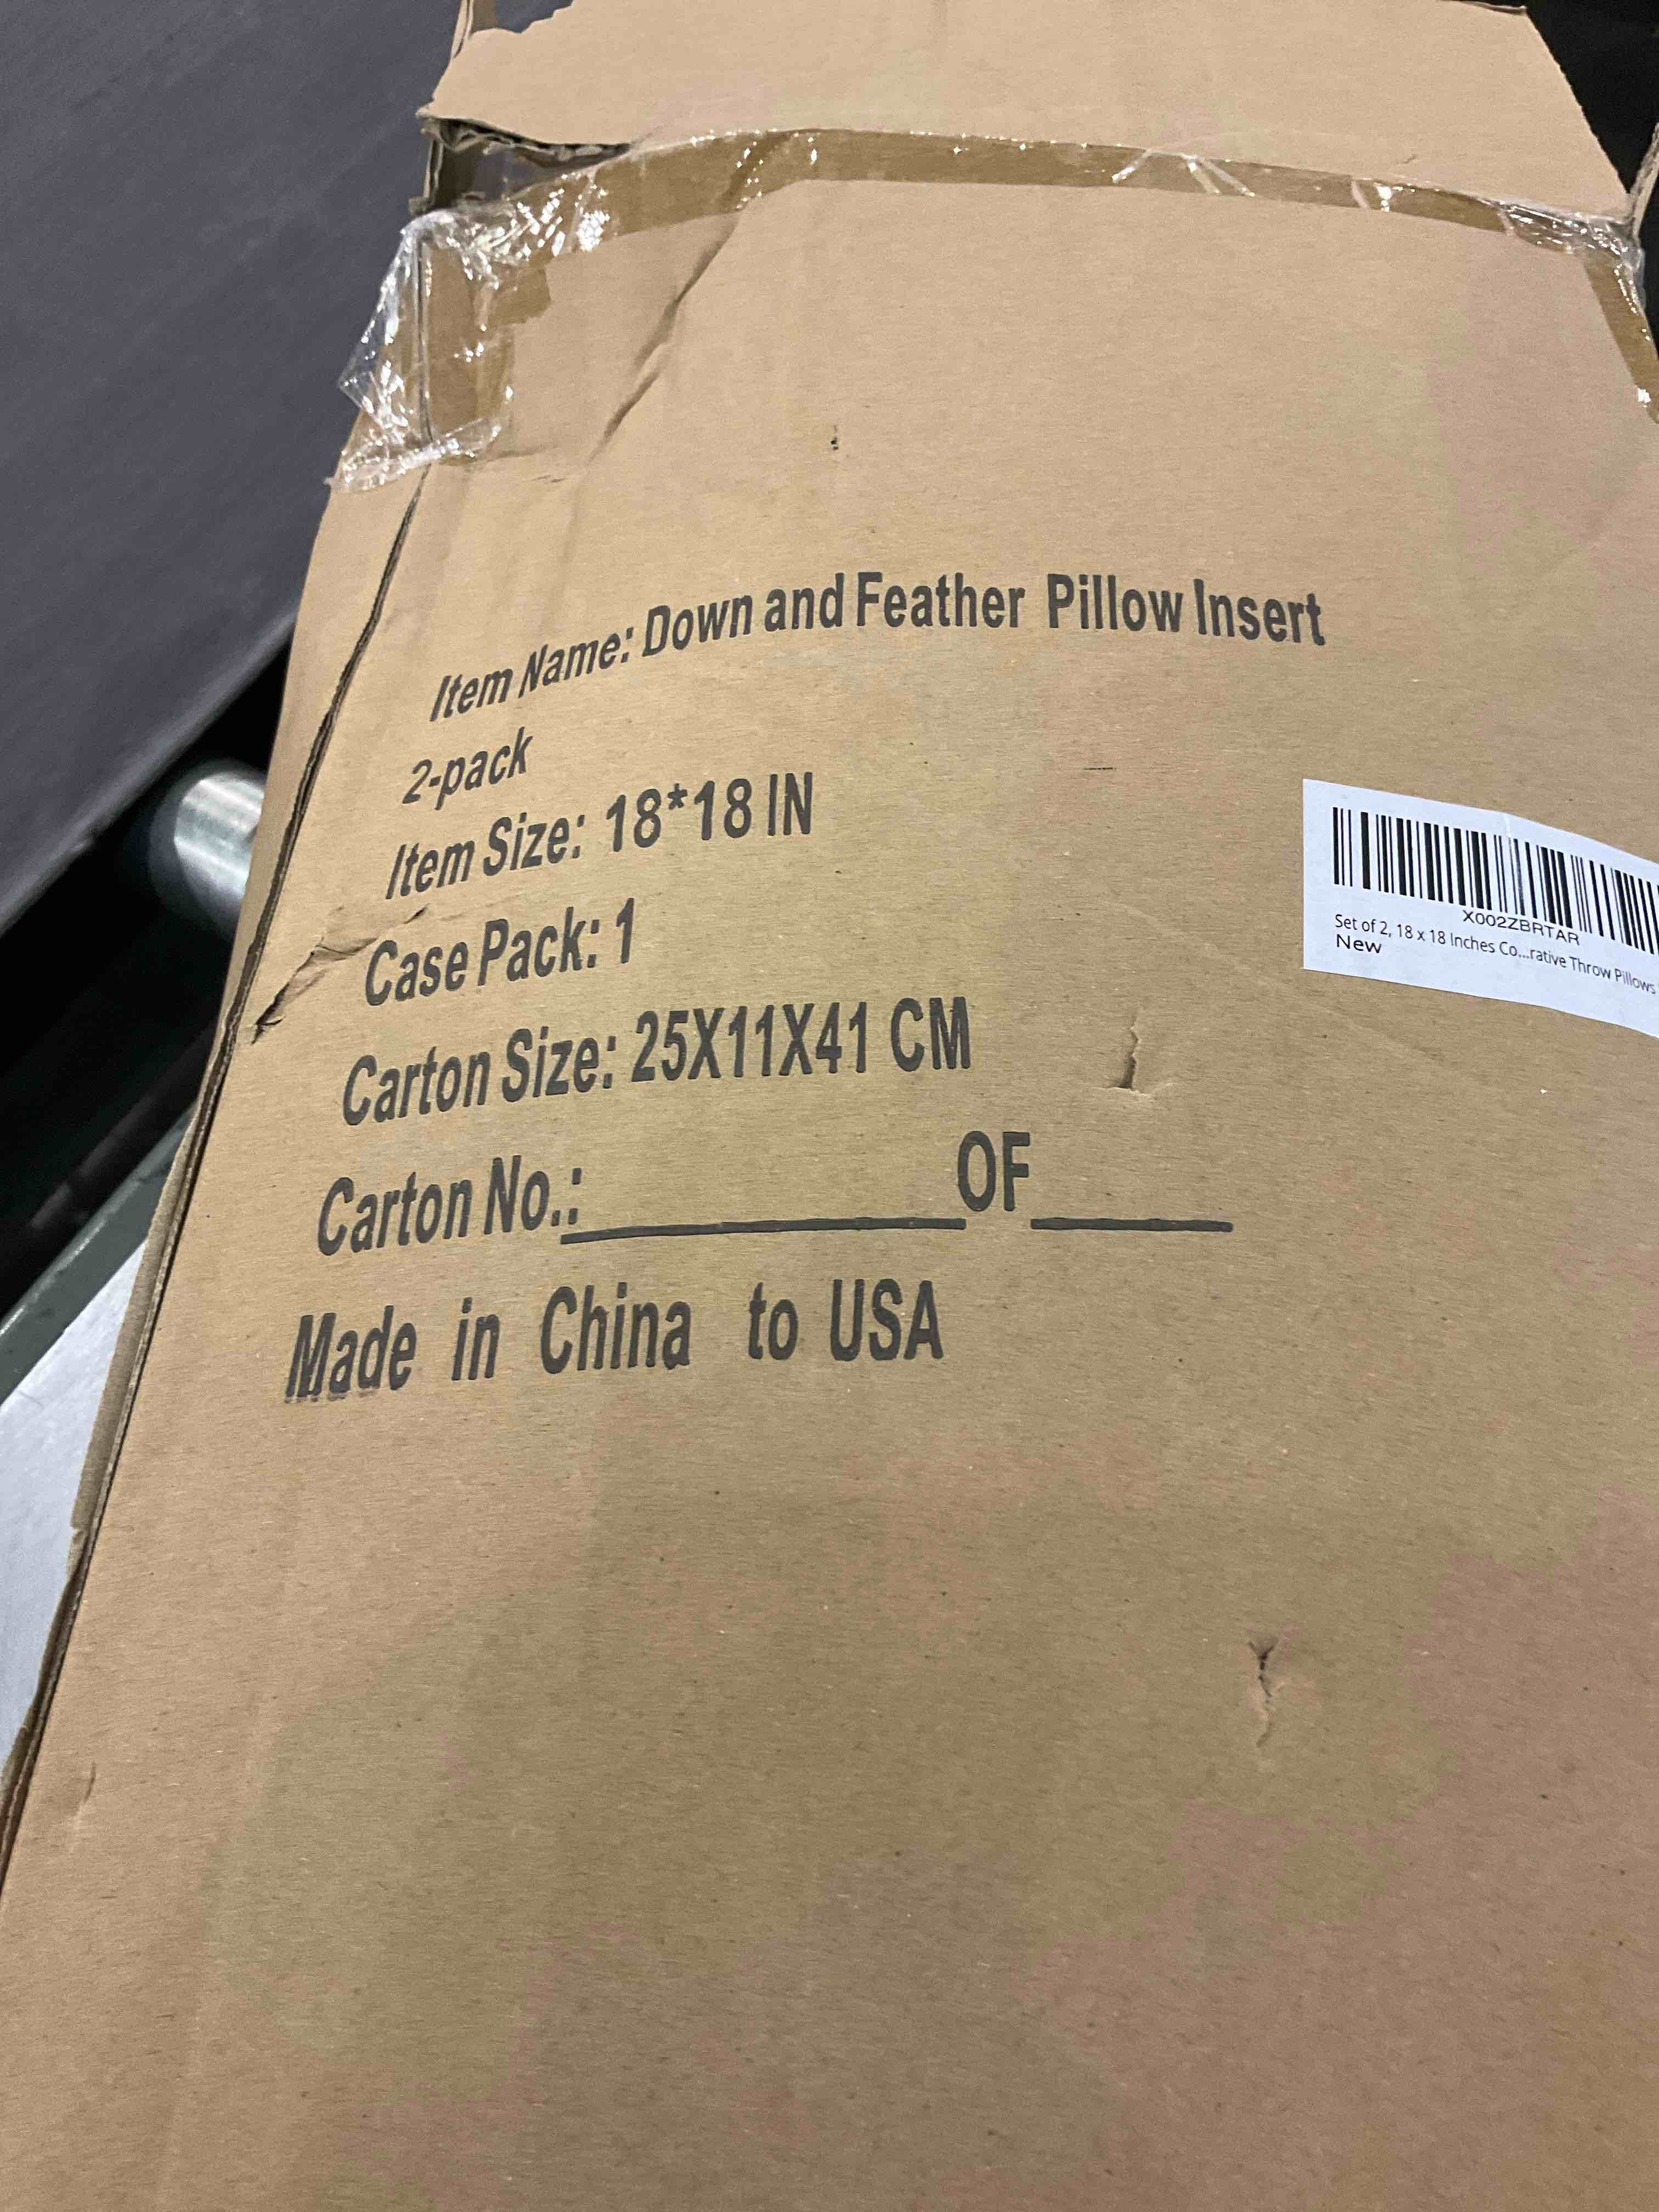 Item Name: Down and Feather Pillow Insert
2-pack
Item Size: 18*18 IN
Case Pack: 1
Carton Size: 25X11X41 CM
Carton No.:__________OF_____
Made in China to USA
X002ZBRTAR
Set of 2, 18 x 18 Inches Co...rative Throw Pillows
New